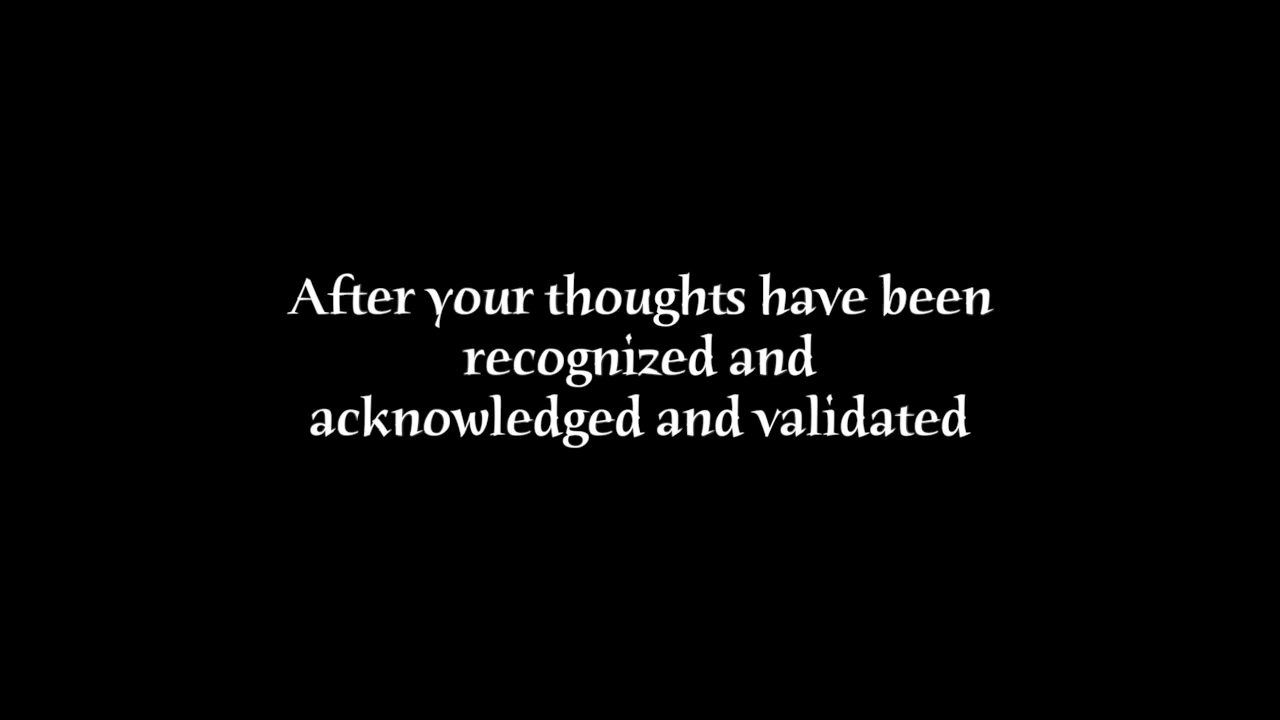 After your thoughts have been
recognized and
acknowledged and validated